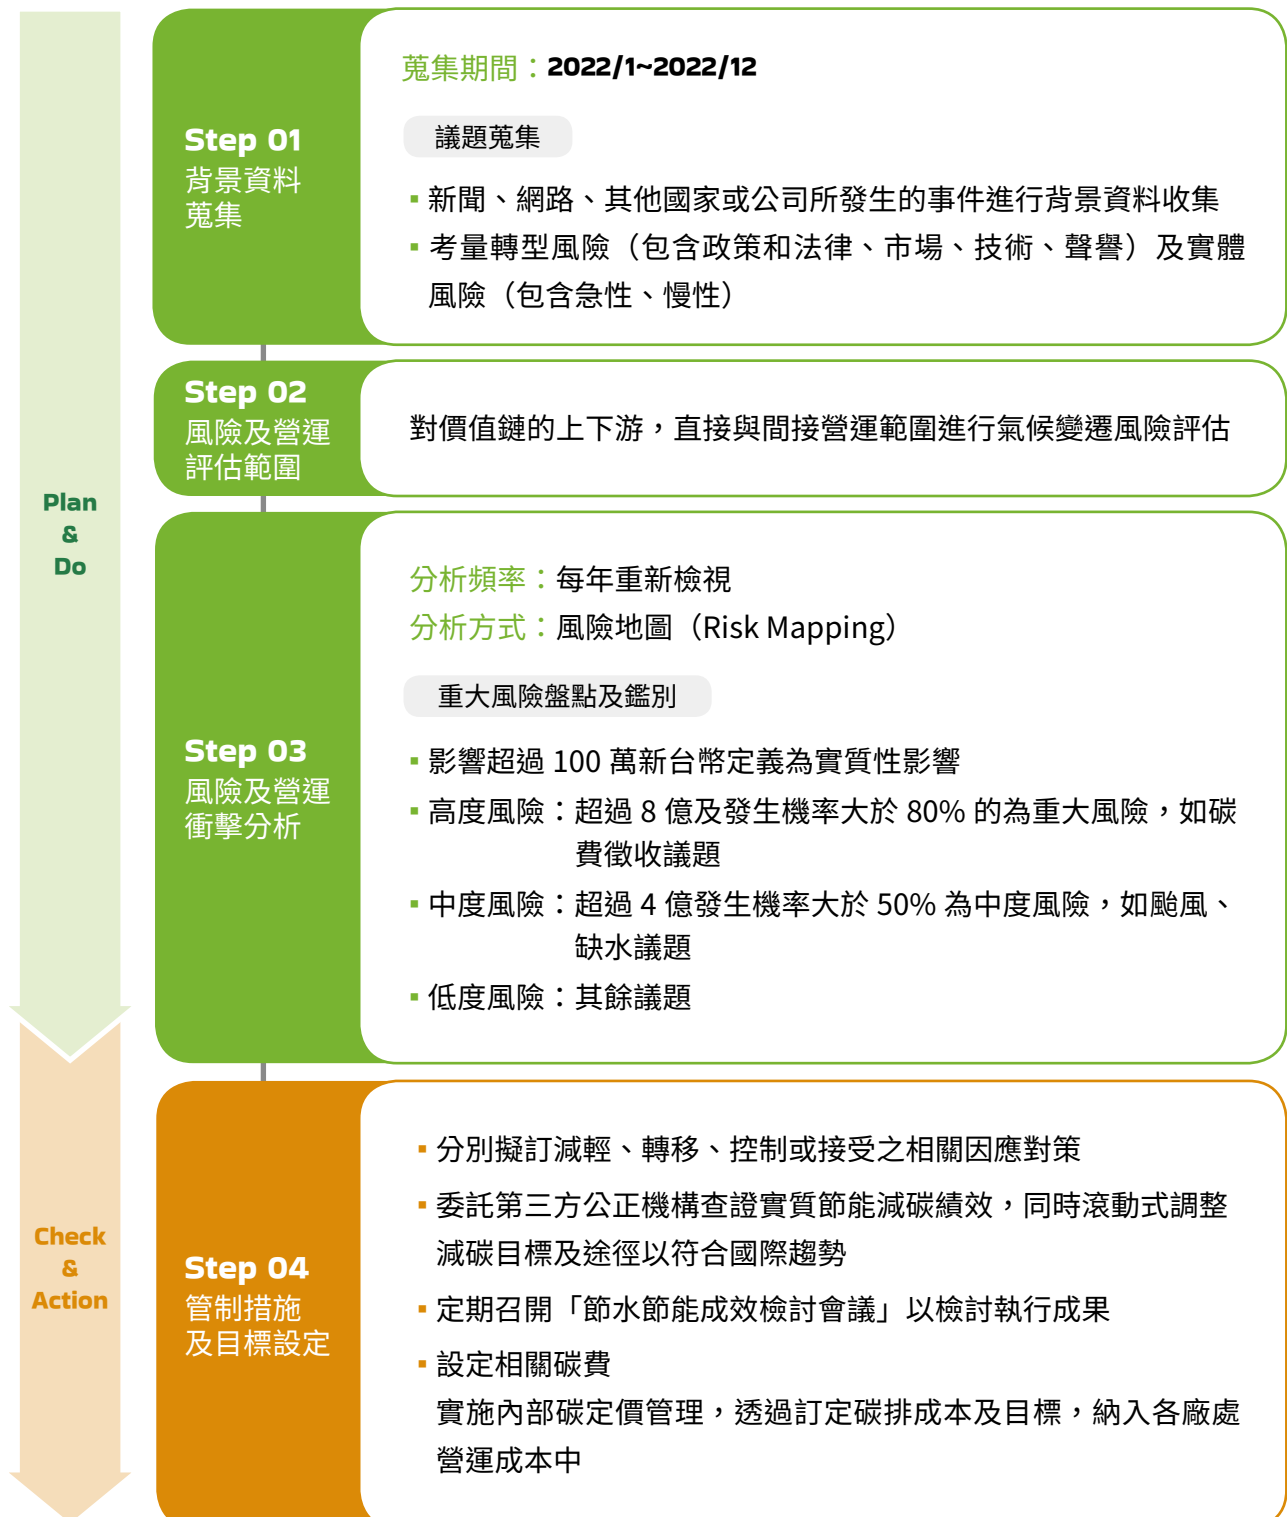 Plan
&
Do
Check
&
Action
Step 01
背景資料
蒐集
蒐集期間：2022/1~2022/12
議題蒐集
▪ 新聞、網路、其他國家或公司所發生的事件進行背景資料收集
▪ 考量轉型風險（包含政策和法律、市場、技術、聲譽）及實體
風險（包含急性、慢性）
Step 02
風險及營運
評估範圍
對價值鏈的上下游，直接與間接營運範圍進行氣候變遷風險評估
Step 03
風險及營運
衝擊分析
分析頻率：每年重新檢視
分析方式：風險地圖（Risk Mapping）
重大風險盤點及鑑別
▪ 影響超過 100 萬新台幣定義為實質性影響
▪ 高度風險：超過 8 億及發生機率大於 80% 的為重大風險，如碳
費徵收議題
▪ 中度風險：超過 4 億發生機率大於 50% 為中度風險，如颱風、
缺水議題
▪ 低度風險：其餘議題
Step 04
管制措施
及目標設定
▪ 分別擬訂減輕、轉移、控制或接受之相關因應對策
▪ 委託第三方公正機構查證實質節能減碳績效，同時滾動式調整
減碳目標及途徑以符合國際趨勢
▪ 定期召開「節水節能成效檢討會議」以檢討執行成果
▪ 設定相關碳費
實施內部碳定價管理，透過訂定碳排成本及目標，納入各廠處
營運成本中